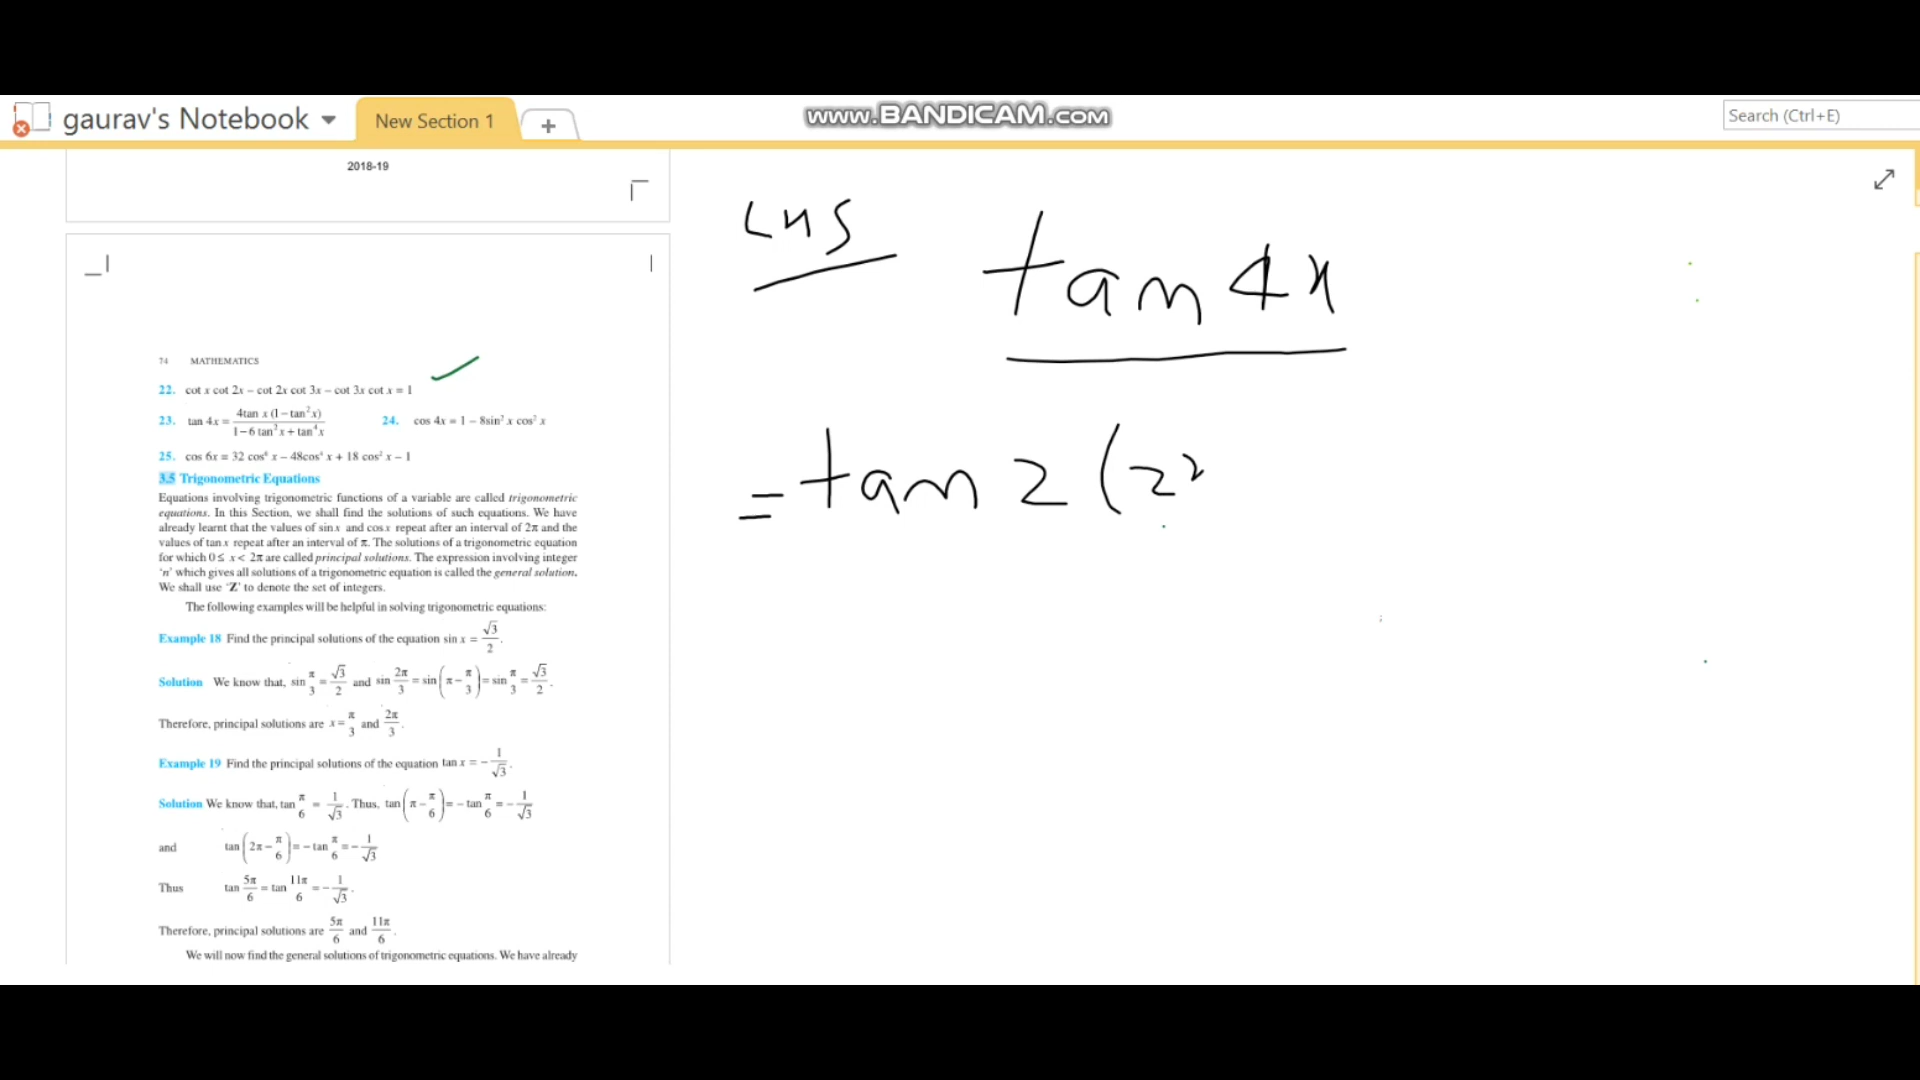 gaurav's Notebook
New Section 1
+
www.BANDICAM.com
Search (Ctrl+E)
2018-19
74 MATHEMATICS
22. cot x cot 2x – cot 2x cot 3x – cot 3x cot x = 1
23. tan 4x = 4tan x (1 – tan² x) / 1 – 6 tan² x + tan⁴ x 24. cos 4x = 1 – 8sin² x cos² x
25. cos 6x = 32 cos⁶ x – 48cos⁴ x + 18 cos² x – 1
3.5 Trigonometric Equations
Equations involving trigonometric functions of a variable are called trigonometric
equations. In this Section, we shall find the solutions of such equations. We have
already learnt that the values of sin x and cos x repeat after an interval of 2π and the
values of tan x repeat after an interval of π. The solutions of a trigonometric equation
for which 0 ≤ x < 2π are called principal solutions. The expression involving integer
'n' which gives all solutions of a trigonometric equation is called the general solution.
We shall use 'Z' to denote the set of integers.
The following examples will be helpful in solving trigonometric equations:
Example 18 Find the principal solutions of the equation sin x = √3/2.
Solution We know that, sin π/3 = √3/2 and sin 2π/3 = sin(π – π/3) = sin π/3 = √3/2.
Therefore, principal solutions are x = π/3 and 2π/3.
Example 19 Find the principal solutions of the equation tan x = – 1/√3.
Solution We know that, tan π/6 = 1/√3. Thus, tan(π – π/6) = – tan π/6 = – 1/√3
and tan(2π – π/6) = – tan π/6 = – 1/√3
Thus tan 5π/6 = tan 11π/6 = – 1/√3.
Therefore, principal solutions are 5π/6 and 11π/6.
We will now find the general solutions of trigonometric equations. We have already
LHS tan 4x
= tan 2 (2